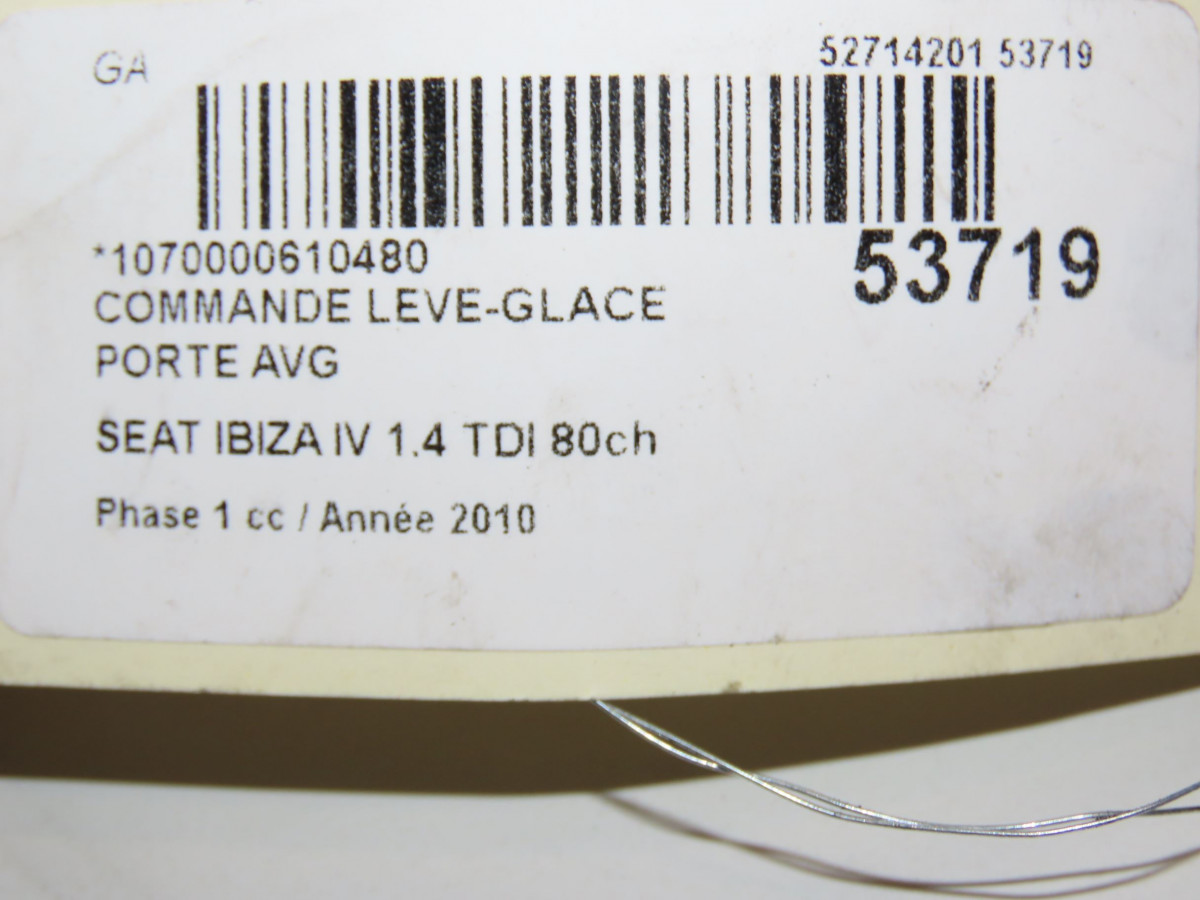 GA
52714201 53719
*1070000610480
53719
COMMANDE LEVE-GLACE
PORTE AVG
SEAT IBIZA IV 1.4 TDI 80ch
Phase 1 cc / Année 2010